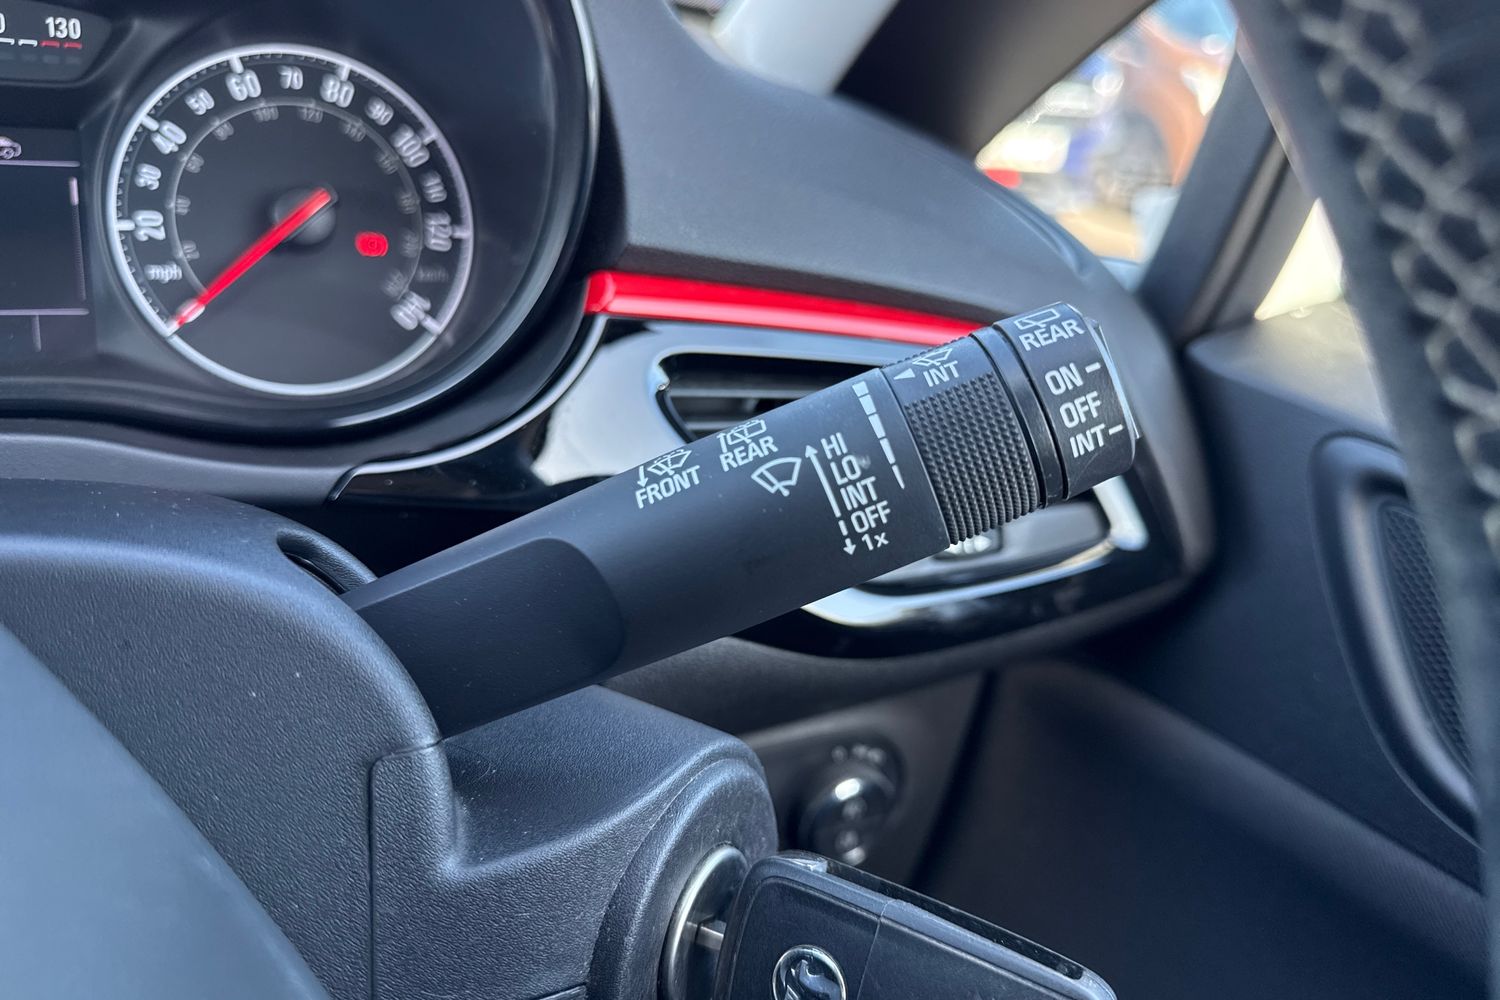 130
20
30
40
50
60
70
80
90
100
110
120
140
mph
FRONT
REAR
HI
LO
INT
OFF
1x
INT
REAR
ON
OFF
INT